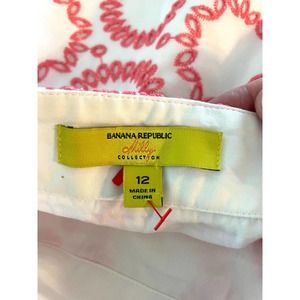 BANANA REPUBLIC
Milly
COLLECTION
12
MADE IN
CHINA